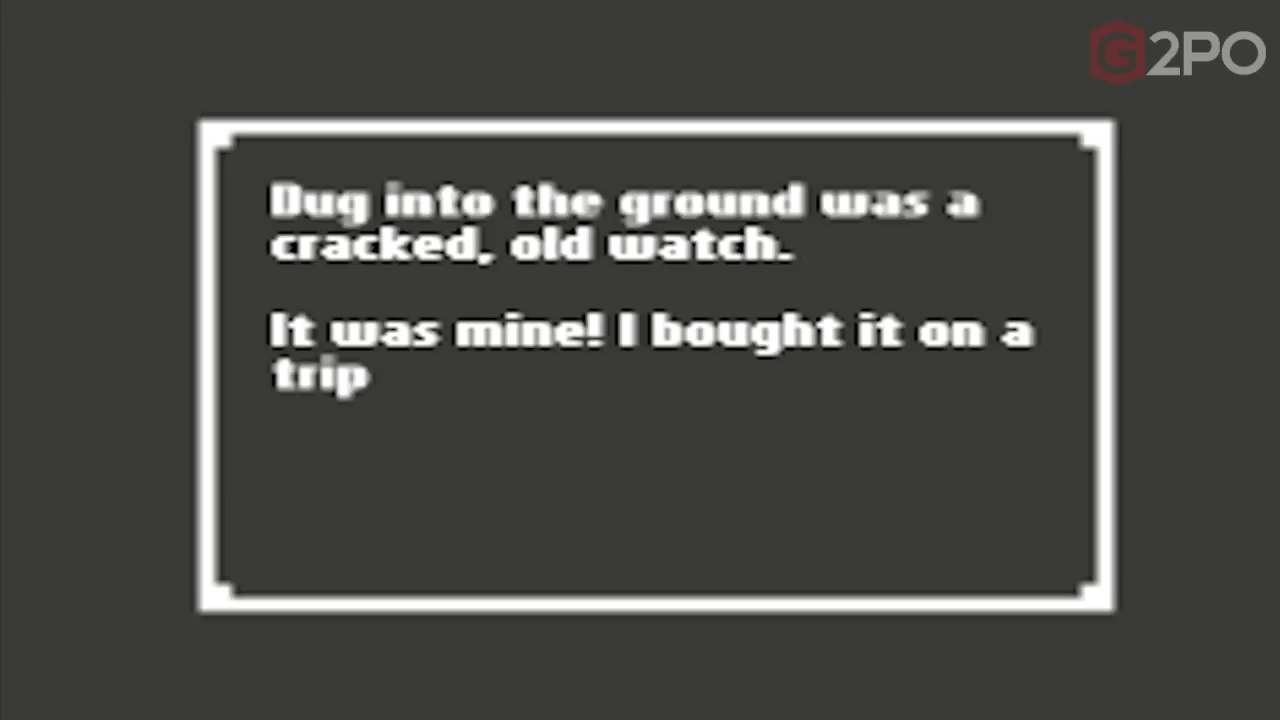 G2PO
Dug into the ground was a
cracked, old watch.
It was mine! I bought it on a
trip